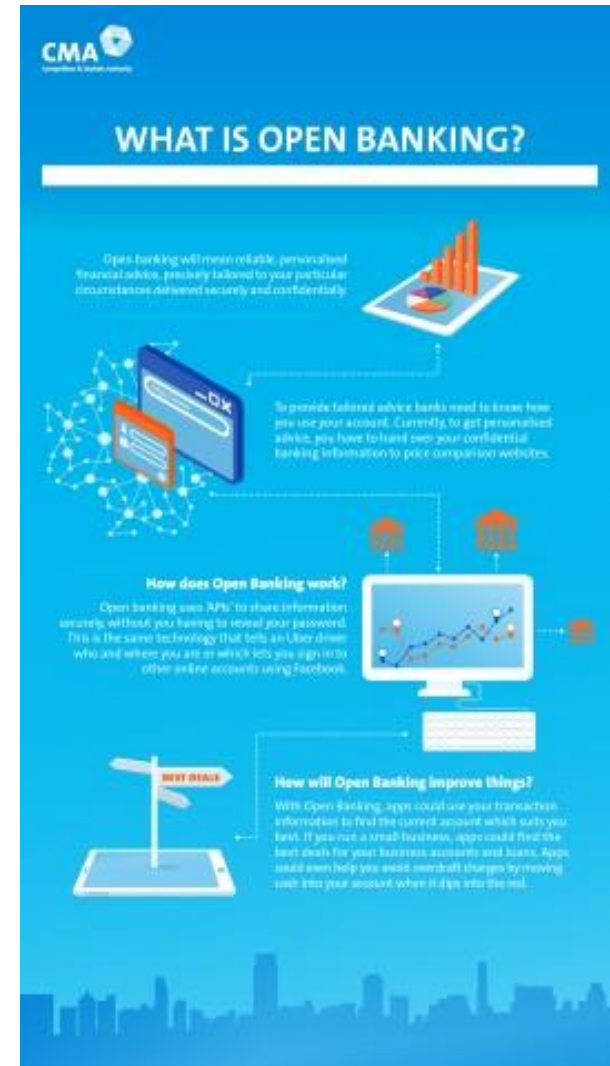 CMA
Competition & Markets Authority
WHAT IS OPEN BANKING?
Open banking will mean reliable, personalised
financial advice, precisely tailored to your particular
circumstances delivered securely and confidentially.
To provide tailored advice banks need to know how
you use your account. Currently, to get personalised
advice, you have to hand over your confidential
banking information to price comparison websites.
How does Open Banking work?
Open banking uses 'APIs' to share information
securely, without you having to reveal your password.
This is the same technology that tells an Uber driver
who and where you are or which lets you sign in to
other online accounts using Facebook.
BEST DEALS
How will Open Banking improve things?
With Open Banking, apps could use your transaction
information to find the current account which suits you
best. If you run a small business, apps could find the
best deals for your business accounts and loans. Apps
could even help you avoid overdraft charges by moving
cash into your account when it dips into the red.